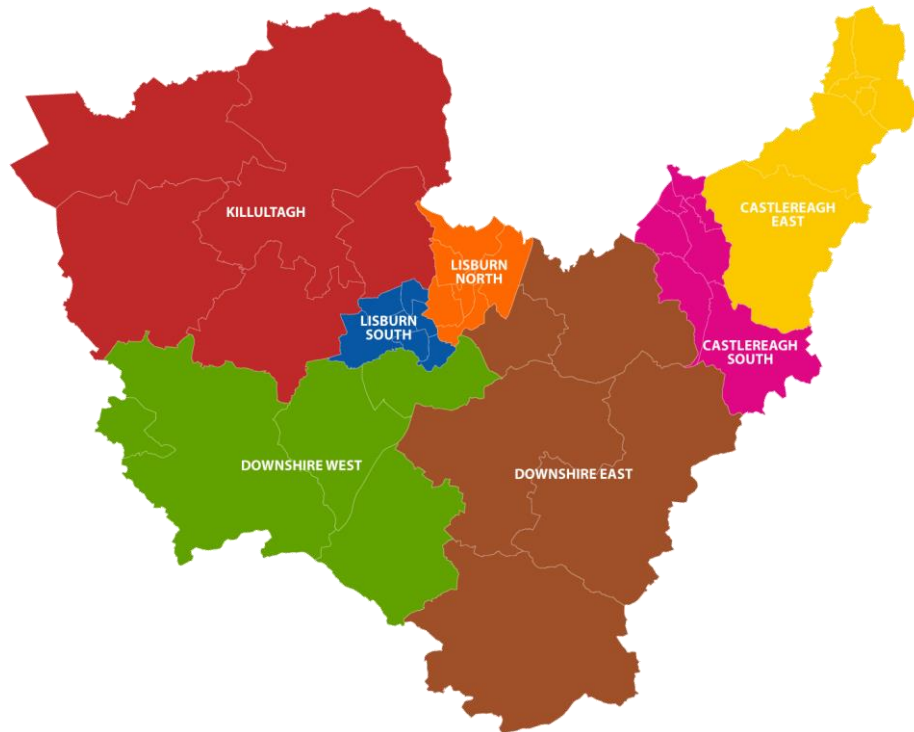 KILLULTAGH
LISBURN
NORTH
LISBURN
SOUTH
CASTLEREAGH
EAST
CASTLEREAGH
SOUTH
DOWNSHIRE WEST
DOWNSHIRE EAST